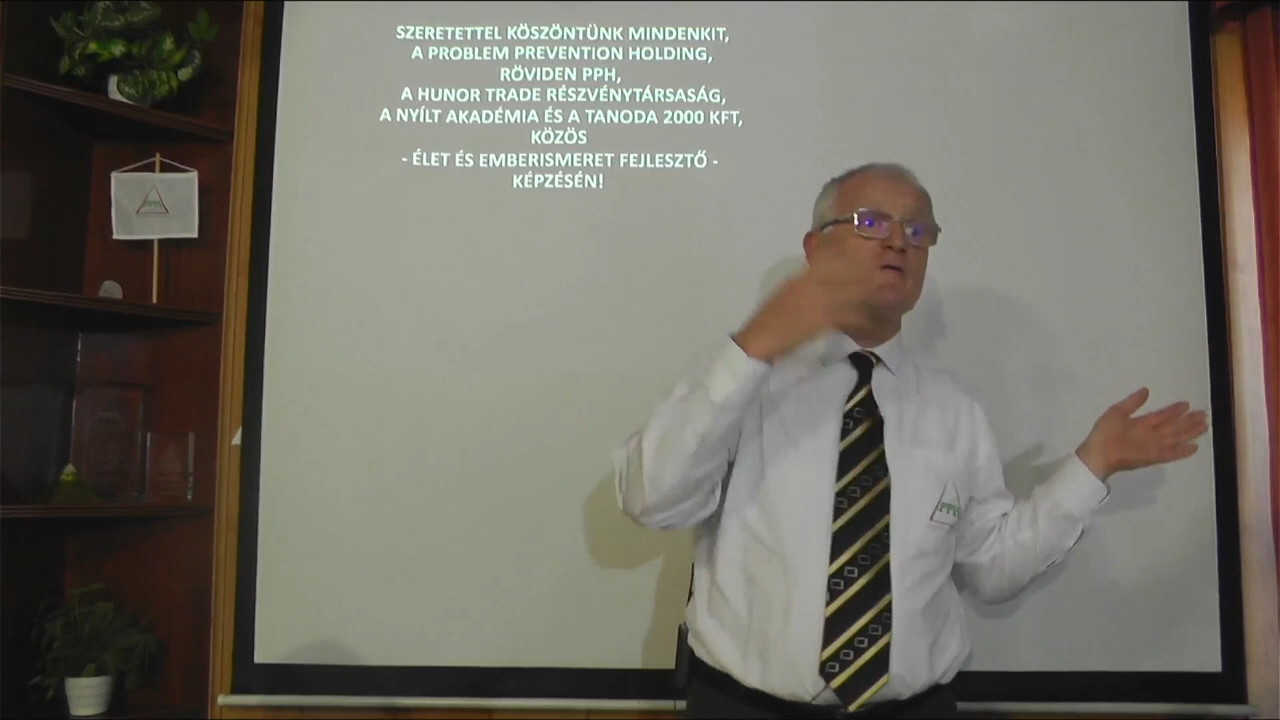 SZERETETTEL KÖSZÖNTÜNK MINDENKIT,
A PROBLEM PREVENTION HOLDING,
RÖVIDEN PPH,
A HUNOR TRADE RÉSZVÉNYTÁRSASÁG,
A NYÍLT AKADÉMIA ÉS A TANODA 2000 KFT,
KÖZÖS
- ÉLET ÉS EMBERISMERET FEJLESZTŐ -
KÉPZÉSÉN!